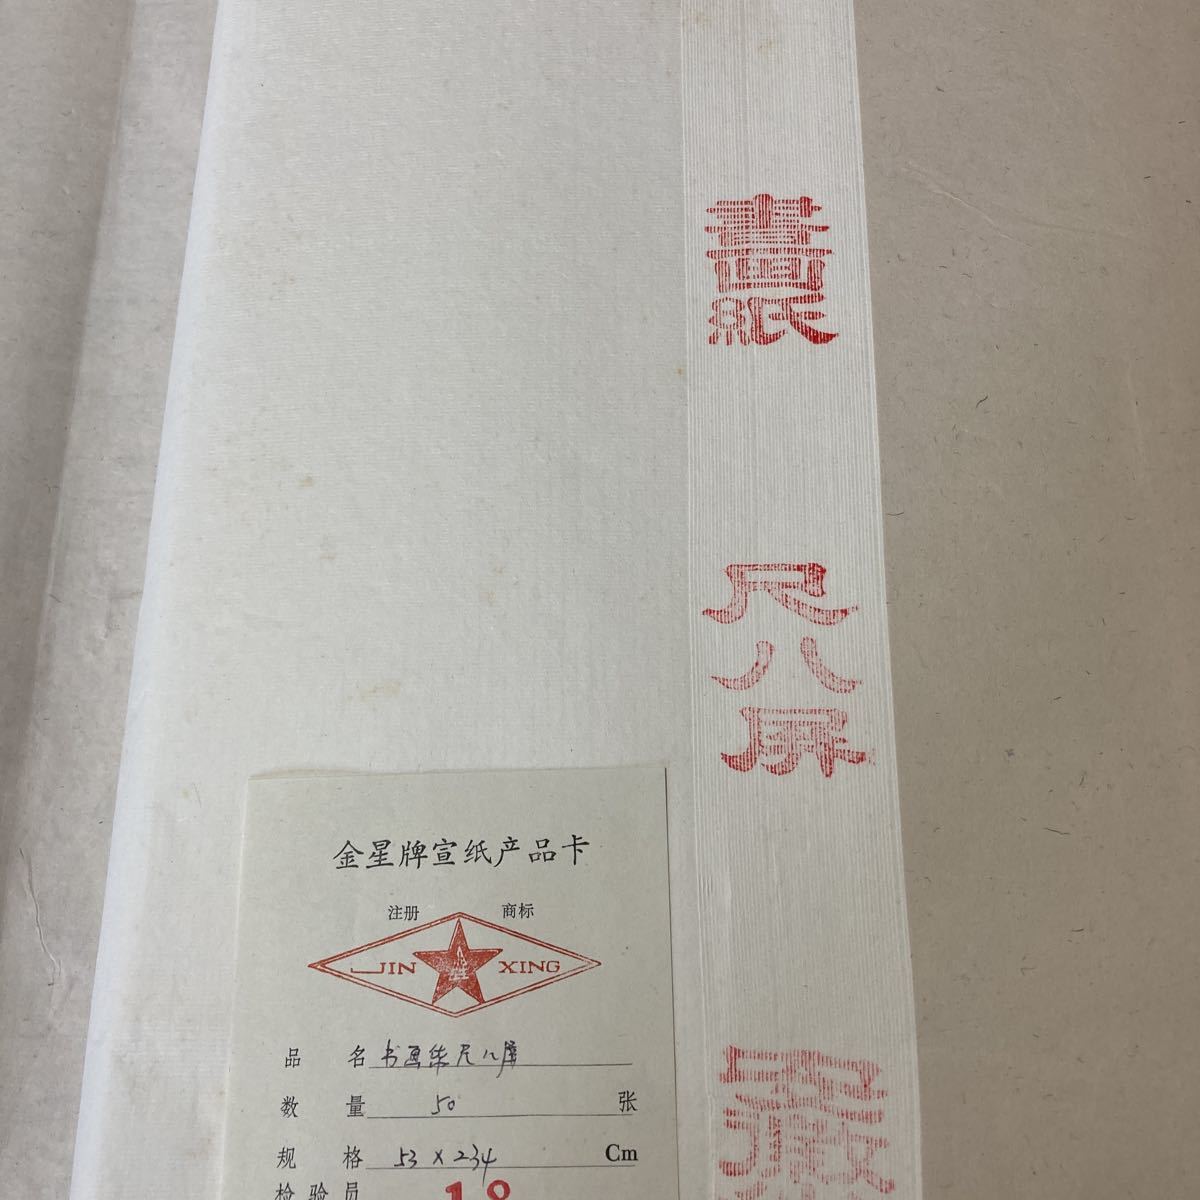 書画紙
尺八屏
金星牌宣纸产品卡
注册 商标
JIN XING
品 名 书画纸尺八屏
数 量 50 张
规 格 53 × 234 Cm
检验员 18